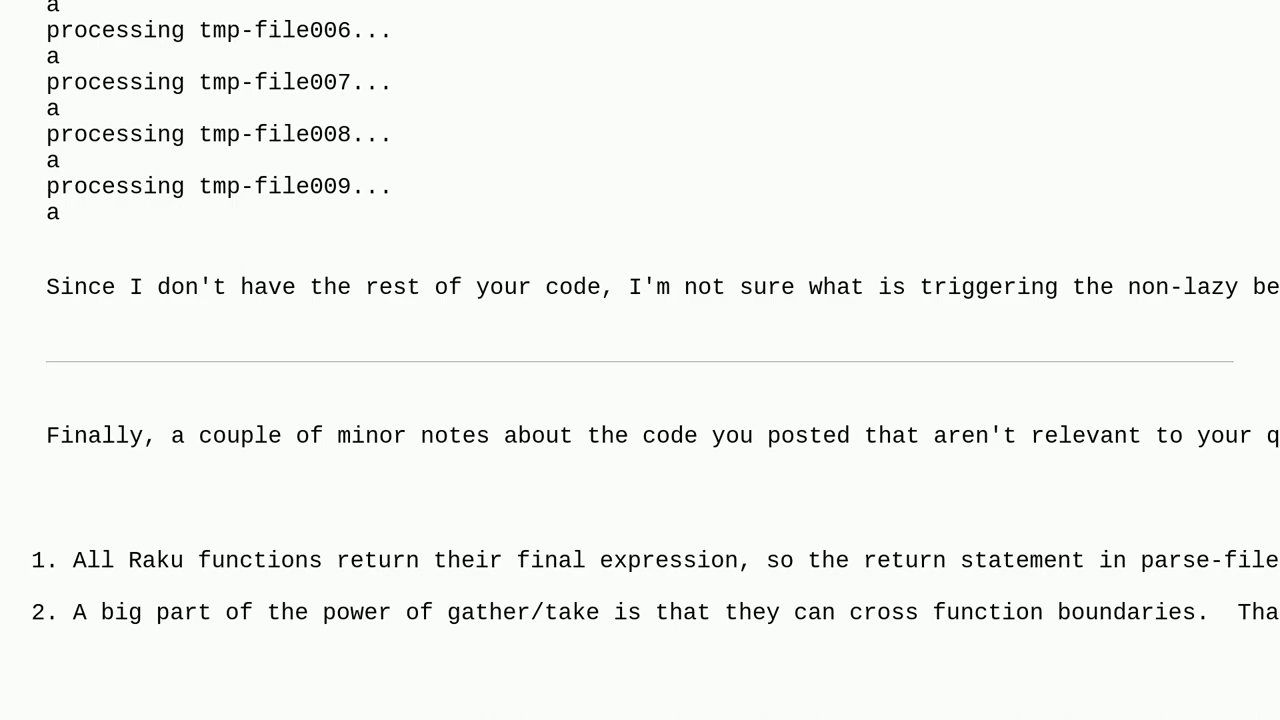 a
processing tmp-file006...
a
processing tmp-file007...
a
processing tmp-file008...
a
processing tmp-file009...
a
Since I don't have the rest of your code, I'm not sure what is triggering the non-lazy be
Finally, a couple of minor notes about the code you posted that aren't relevant to your q
1. All Raku functions return their final expression, so the return statement in parse-file
2. A big part of the power of gather/take is that they can cross function boundaries.  Tha